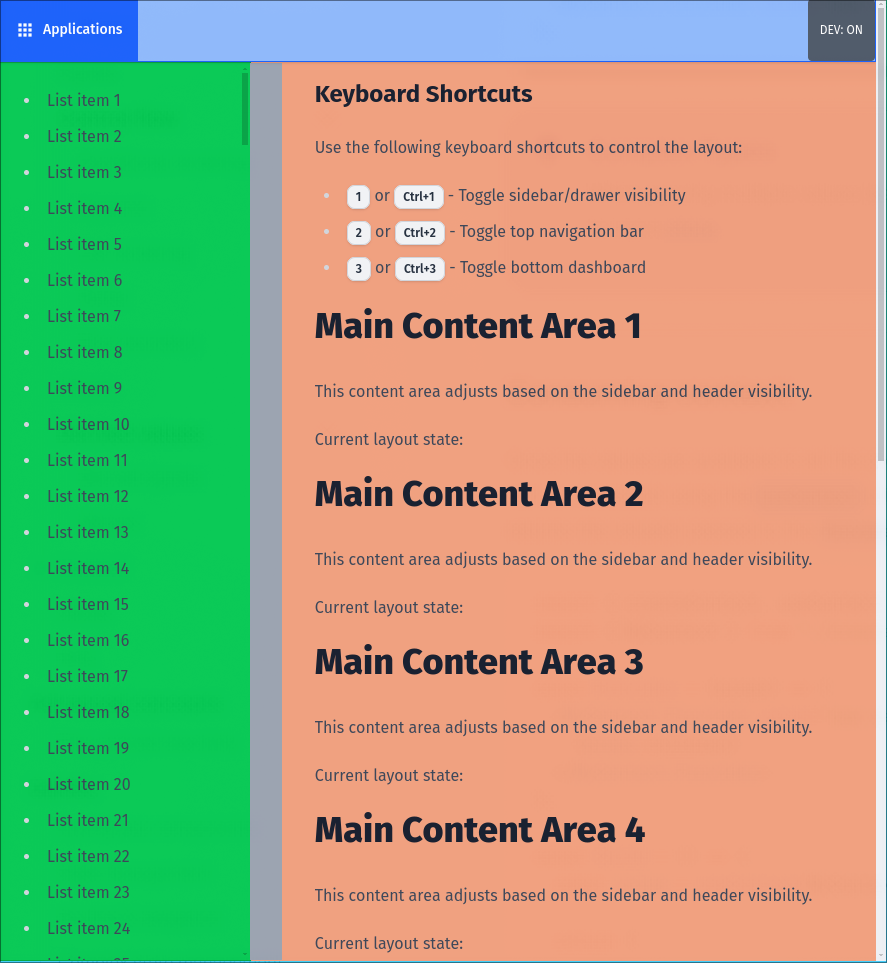 Applications
DEV: ON
List item 1
List item 2
List item 3
List item 4
List item 5
List item 6
List item 7
List item 8
List item 9
List item 10
List item 11
List item 12
List item 13
List item 14
List item 15
List item 16
List item 17
List item 18
List item 19
List item 20
List item 21
List item 22
List item 23
List item 24
Keyboard Shortcuts
Use the following keyboard shortcuts to control the layout:
1 or Ctrl+1 - Toggle sidebar/drawer visibility
2 or Ctrl+2 - Toggle top navigation bar
3 or Ctrl+3 - Toggle bottom dashboard
Main Content Area 1
This content area adjusts based on the sidebar and header visibility.
Current layout state:
Main Content Area 2
This content area adjusts based on the sidebar and header visibility.
Current layout state:
Main Content Area 3
This content area adjusts based on the sidebar and header visibility.
Current layout state:
Main Content Area 4
This content area adjusts based on the sidebar and header visibility.
Current layout state: